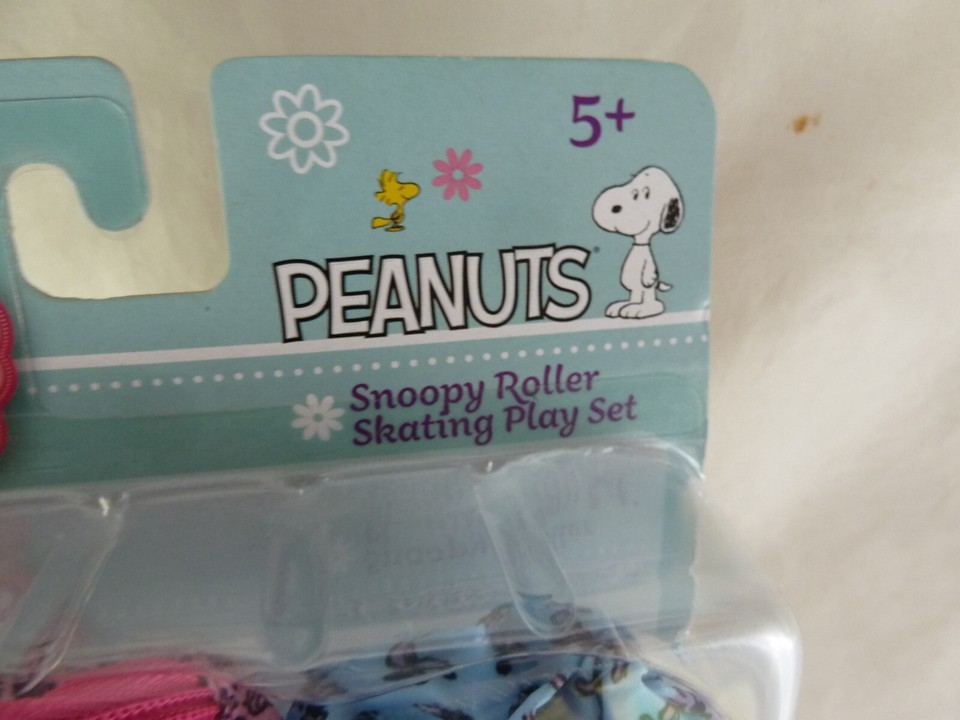 5+
PEANUTS
Snoopy Roller
Skating Play Set